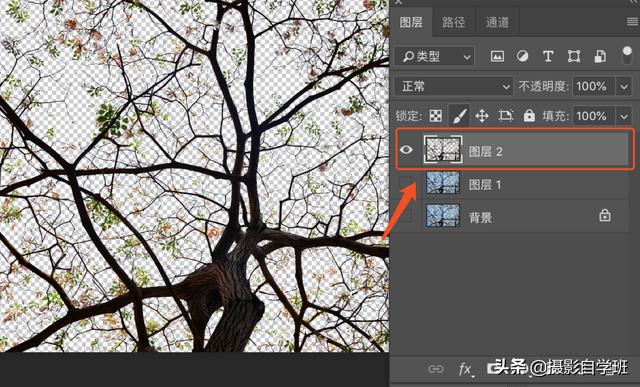 图层 路径 通道
类型
正常 不透明度: 100%
锁定: 填充: 100%
图层 2
图层 1
背景
fx
头条@摄影自学班